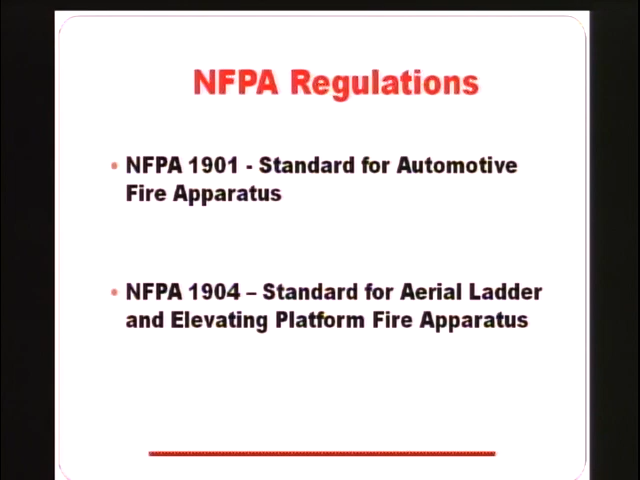 NFPA Regulations
• NFPA 1901 - Standard for Automotive
Fire Apparatus
• NFPA 1904 – Standard for Aerial Ladder
and Elevating Platform Fire Apparatus